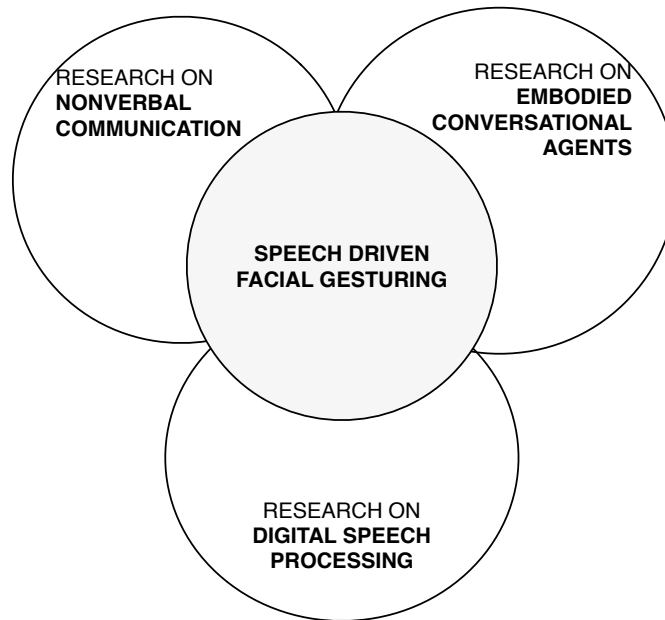 RESEARCH ON
NONVERBAL
COMMUNICATION
RESEARCH ON
EMBODIED
CONVERSATIONAL
AGENTS
SPEECH DRIVEN
FACIAL GESTURING
RESEARCH ON
DIGITAL SPEECH
PROCESSING